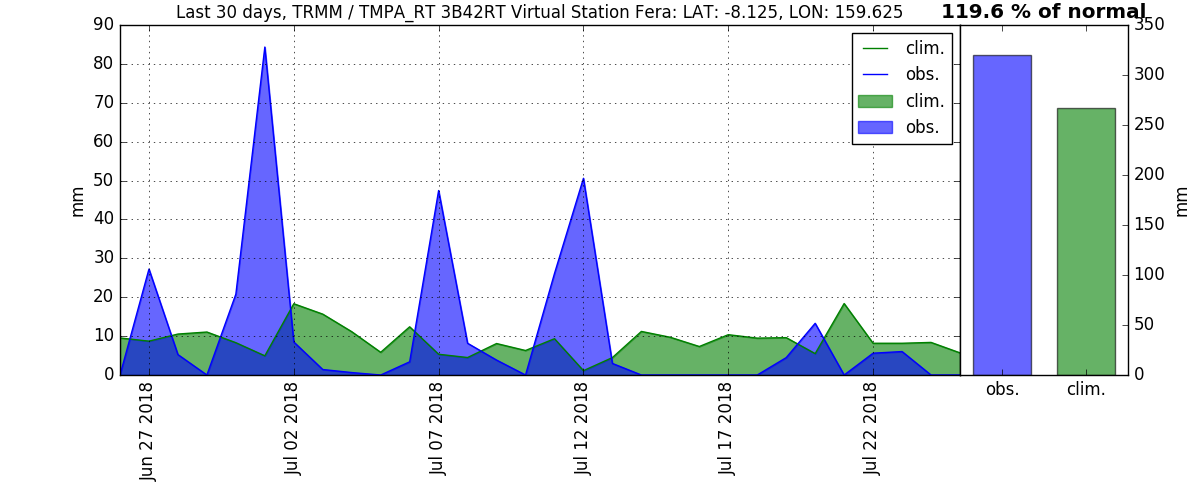 Last 30 days, TRMM / TMPA_RT 3B42RT Virtual Station Fera: LAT: -8.125, LON: 159.625
119.6 % of normal
90
80
70
60
50
40
30
20
10
0
mm
clim.
obs.
clim.
obs.
Jun 27 2018
Jul 02 2018
Jul 07 2018
Jul 12 2018
Jul 17 2018
Jul 22 2018
350
300
250
200
150
100
50
0
mm
obs.
clim.